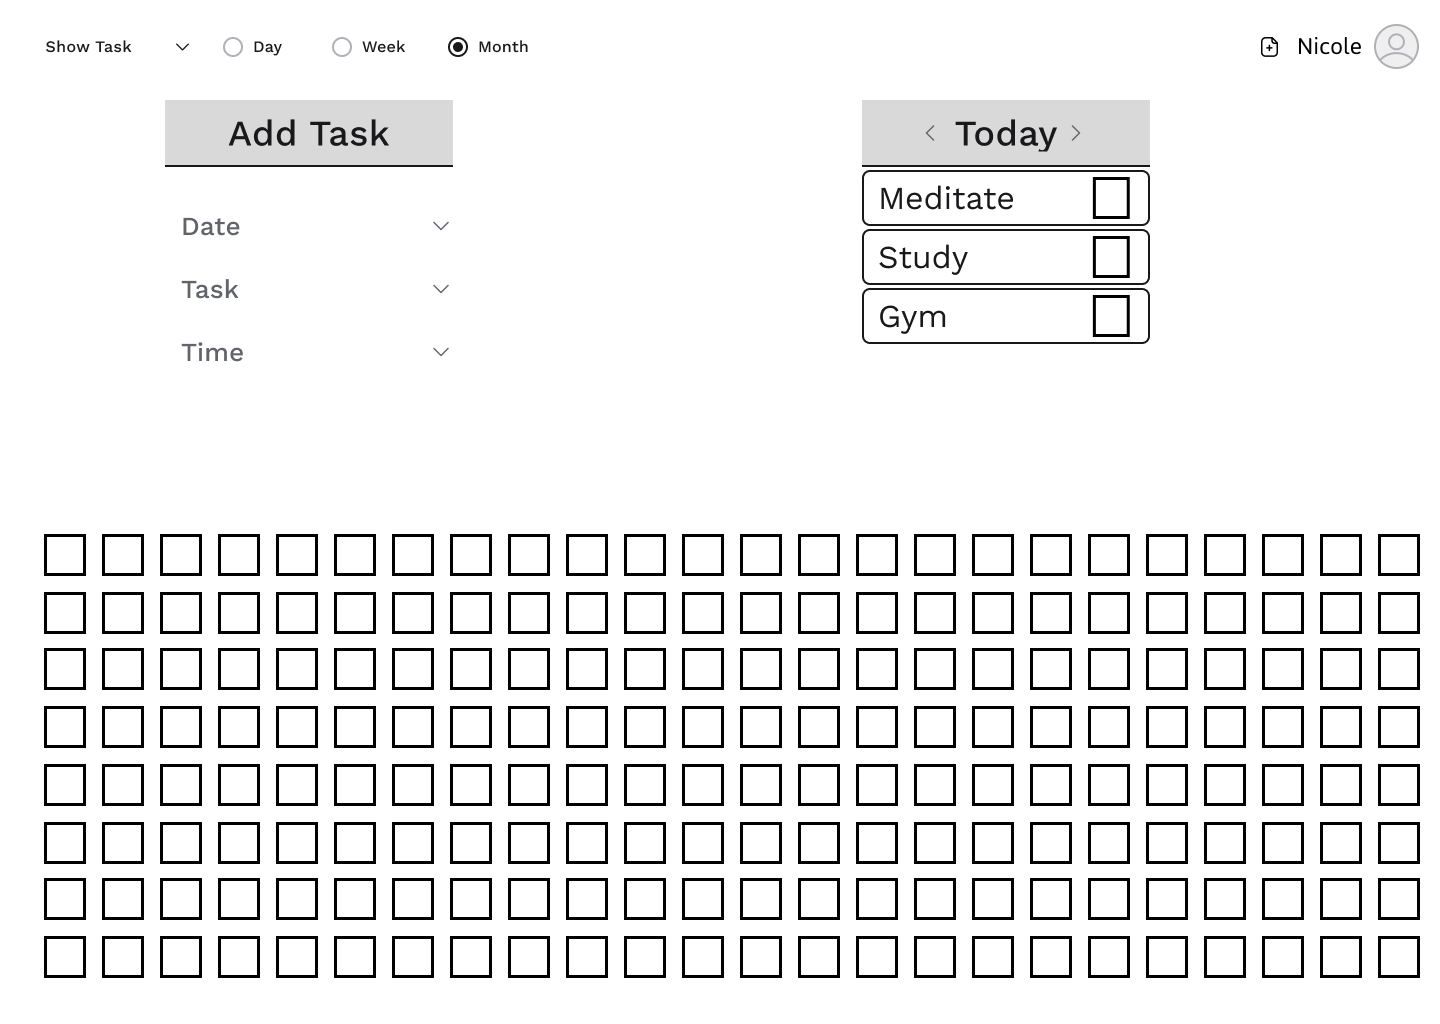 Show Task
Day
Week
Month
Nicole
Add Task
Date
Task
Time
Today
Meditate
Study
Gym